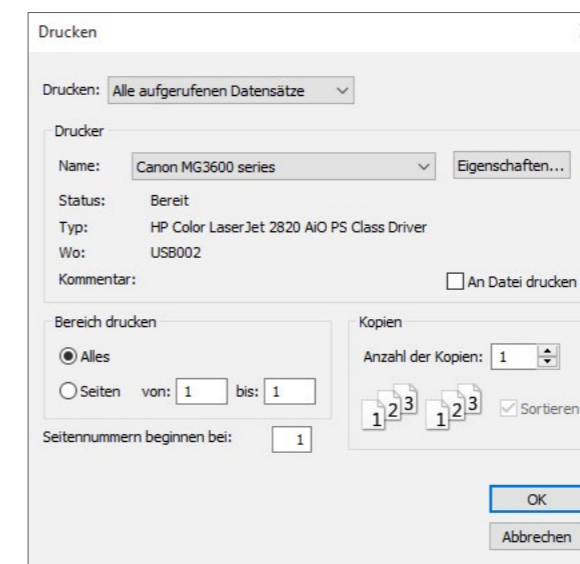 Drucken
Drucken: Alle aufgerufenen Datensätze
Drucker
Name: Canon MG3600 series Eigenschaften...
Status: Bereit
Typ: HP Color LaserJet 2820 AiO PS Class Driver
Wo: USB002
Kommentar: An Datei drucken
Bereich drucken
Alles
Seiten von: 1 bis: 1
Seitennummern beginnen bei: 1
Kopien
Anzahl der Kopien: 1
1 2 3 1 2 3 Sortieren
OK
Abbrechen